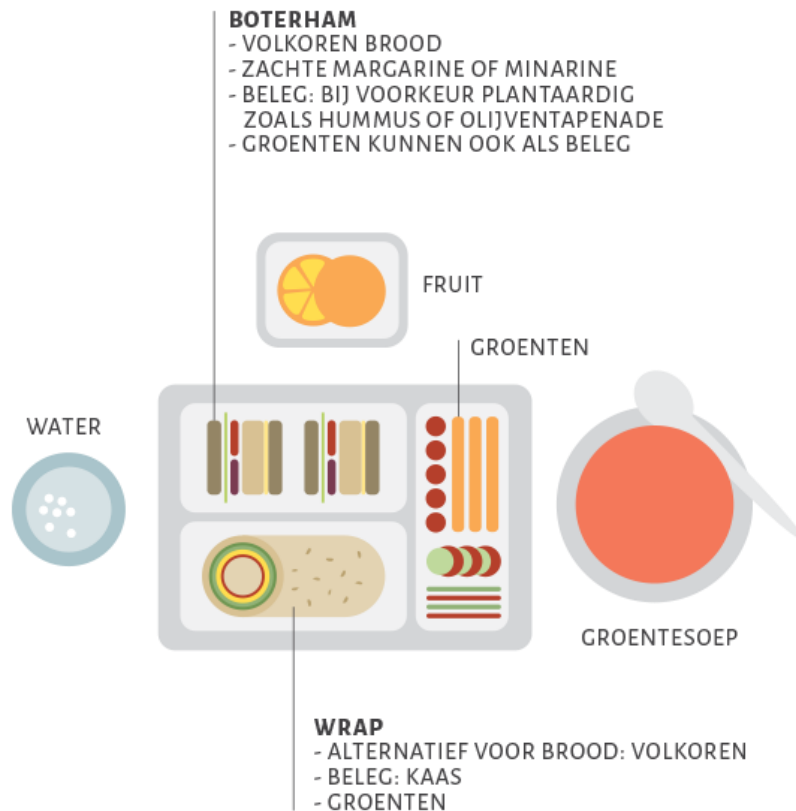 BOTERHAM
- VOLKOREN BROOD
- ZACHTE MARGARINE OF MINARINE
- BELEG: BIJ VOORKEUR PLANTAARDIG
ZOALS HUMMUS OF OLIJVENTAPENADE
- GROENTEN KUNNEN OOK ALS BELEG
FRUIT
GROENTEN
WATER
GROENTESOEP
WRAP
- ALTERNATIEF VOOR BROOD: VOLKOREN
- BELEG: KAAS
- GROENTEN